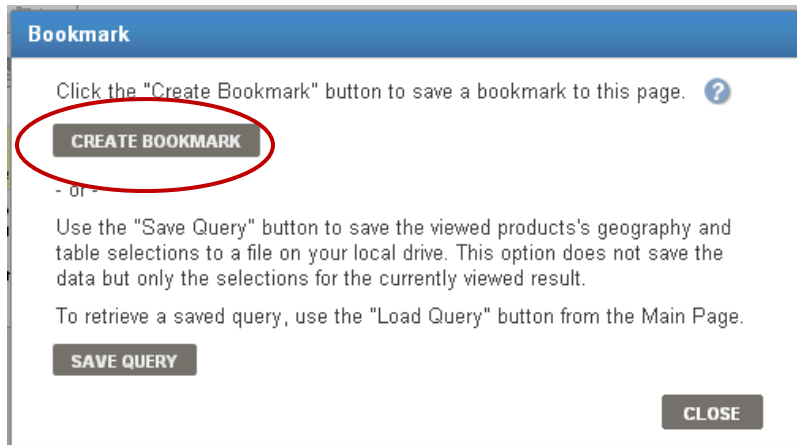 Bookmark
Click the "Create Bookmark" button to save a bookmark to this page. ?
CREATE BOOKMARK
- or -
Use the "Save Query" button to save the viewed products's geography and
table selections to a file on your local drive. This option does not save the
data but only the selections for the currently viewed result.
To retrieve a saved query, use the "Load Query" button from the Main Page.
SAVE QUERY
CLOSE